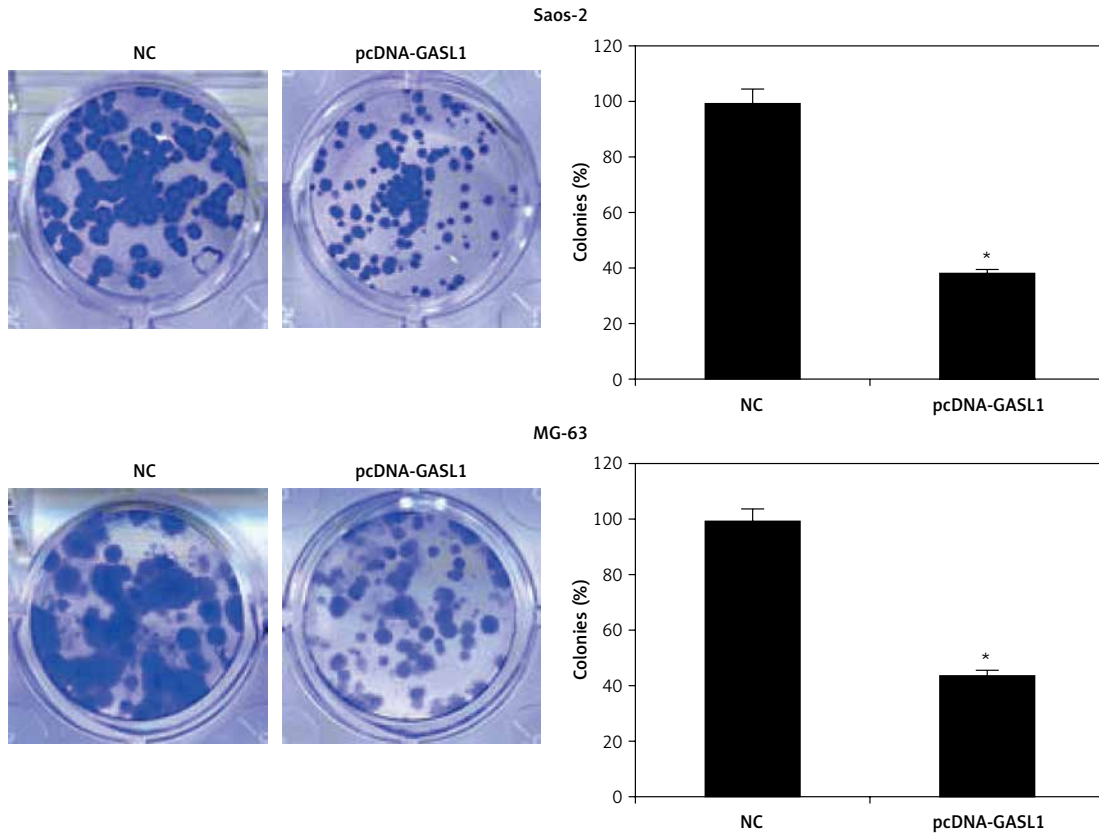 Saos-2
NC
pcDNA-GASL1
Colonies (%)
120
100
80
60
40
20
0
*
NC
pcDNA-GASL1
MG-63
NC
pcDNA-GASL1
Colonies (%)
120
100
80
60
40
20
0
*
NC
pcDNA-GASL1